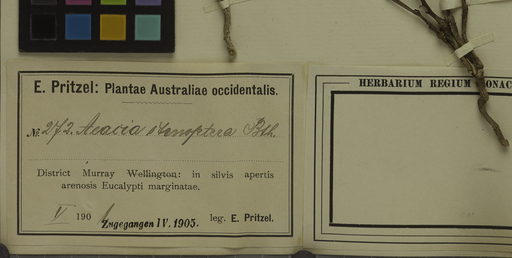 E. Pritzel: Plantae Australiae occidentalis.
№. 272. Acacia stenoptera Bth.
District Murray Wellington: in silvis apertis
arenosis Eucalypti marginatae.
V 190
Zugegangen IV. 1905.
leg. E. Pritzel.
HERBARIUM REGIUM MONAC